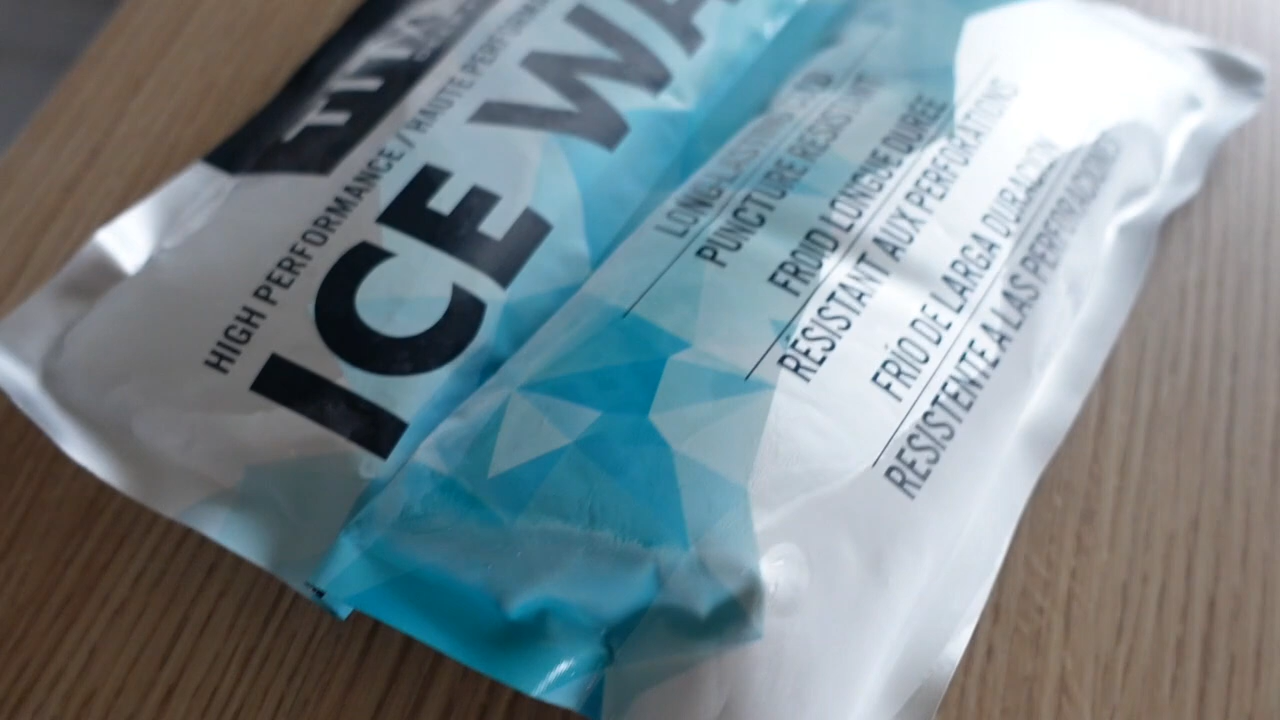 HIGH PERFORMANCE / HAUTE
ICE
LONG-LASTING
PUNCTURE RESISTANT
FROID LONGUE DURÉE
RÉSISTANT AUX PERFORATIONS
FRÍO DE LARGA DURACIÓN
RESISTENTE A LAS PERFORACIONES